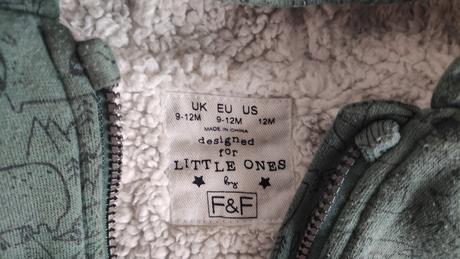 UK EU US
9-12M 9-12M 12M
MADE IN CHINA
designed
for
LITTLE ONES
by
F&F